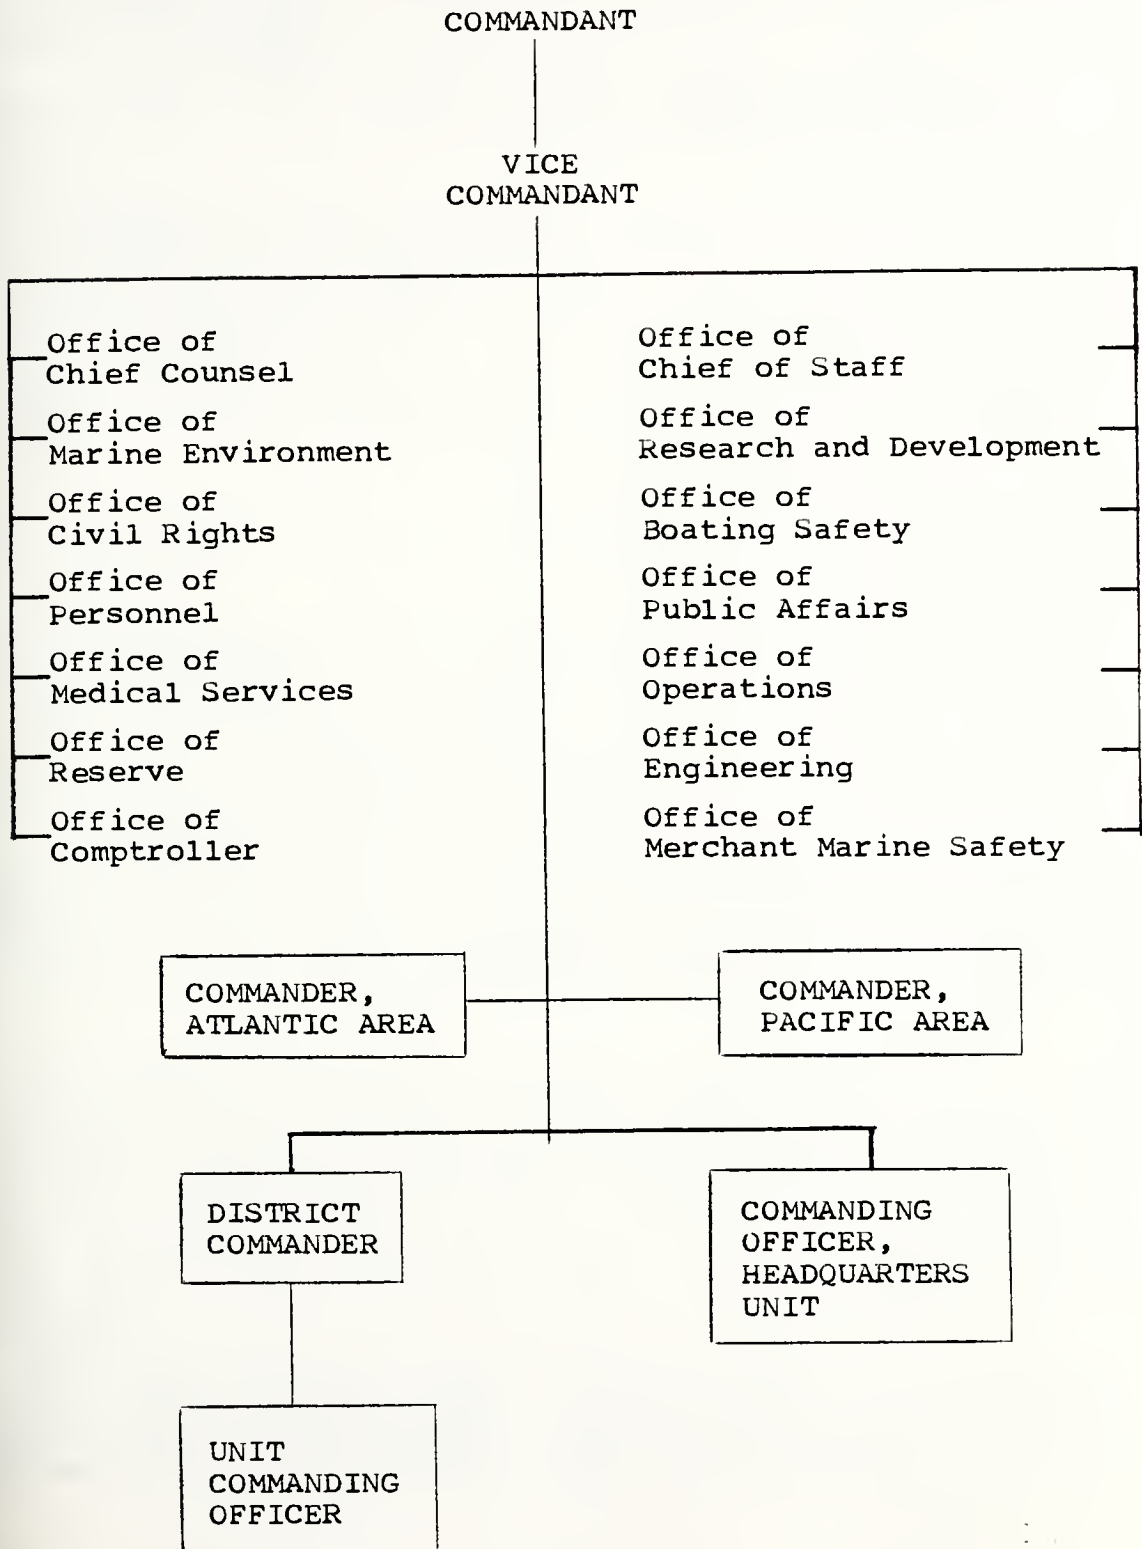 COMMANDANT
VICE
COMMANDANT
Office of
Chief Counsel
Office of
Marine Environment
Office of
Civil Rights
Office of
Personnel
Office of
Medical Services
Office of
Reserve
Office of
Comptroller
Office of
Chief of Staff
Office of
Research and Development
Office of
Boating Safety
Office of
Public Affairs
Office of
Operations
Office of
Engineering
Office of
Merchant Marine Safety
COMMANDER,
ATLANTIC AREA
COMMANDER,
PACIFIC AREA
DISTRICT
COMMANDER
COMMANDING
OFFICER,
HEADQUARTERS
UNIT
UNIT
COMMANDING
OFFICER